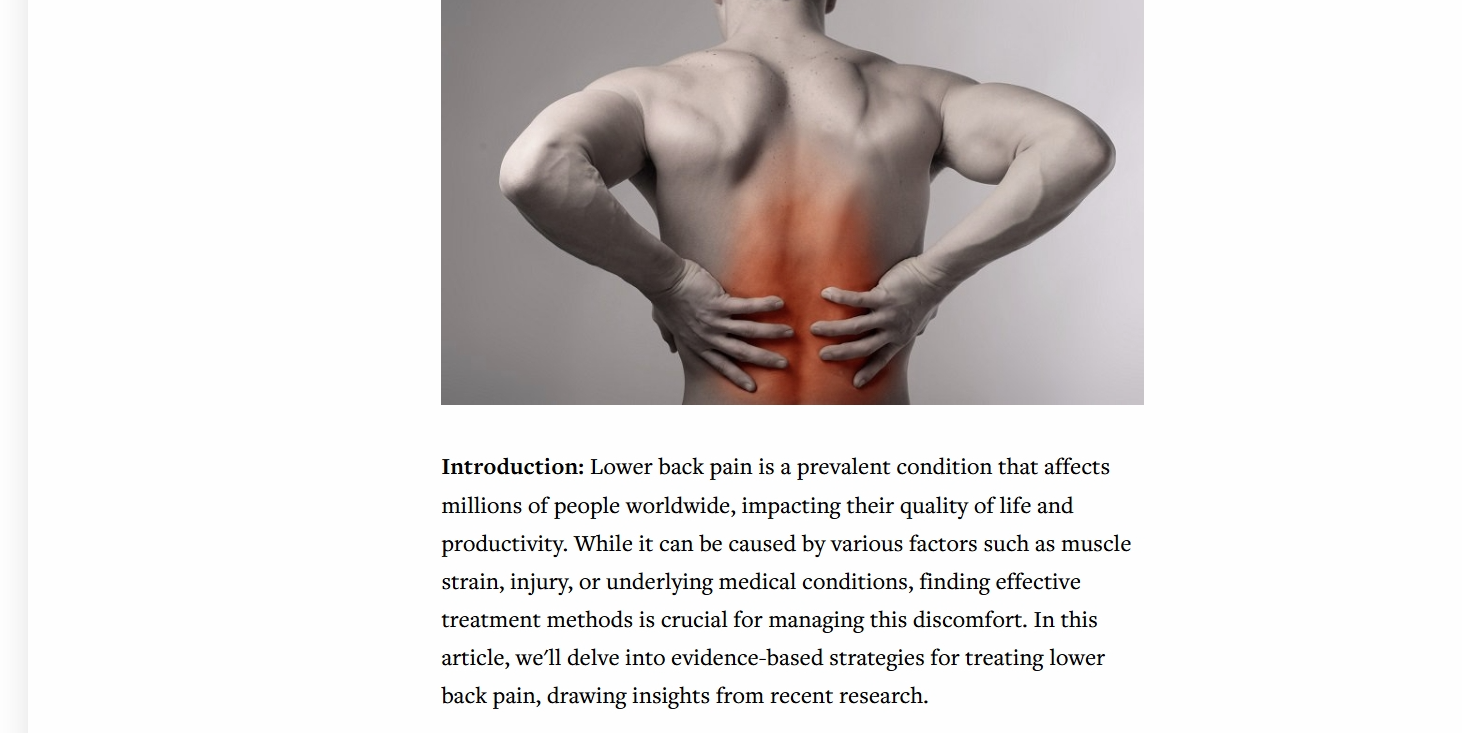 Introduction: Lower back pain is a prevalent condition that affects
millions of people worldwide, impacting their quality of life and
productivity. While it can be caused by various factors such as muscle
strain, injury, or underlying medical conditions, finding effective
treatment methods is crucial for managing this discomfort. In this
article, we'll delve into evidence-based strategies for treating lower
back pain, drawing insights from recent research.